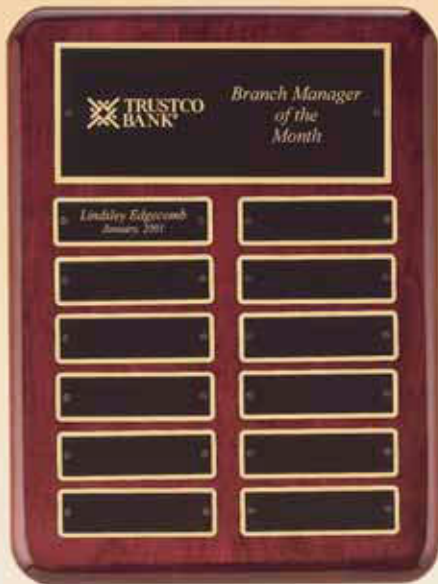 TRUSTCO
BANK®
Branch Manager
of the
Month
Lindsley Edgecomb
January, 2001